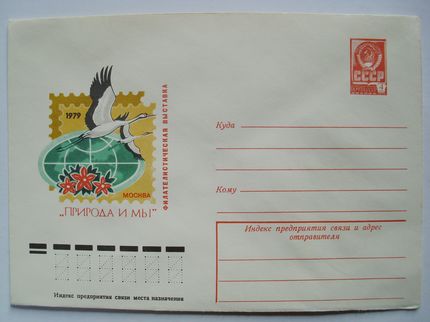 1979
МОСКВА
„ПРИРОДА И МЫ"
ФИЛАТЕЛИСТИЧЕСКАЯ ВЫСТАВКА
СССР
Куда
Кому
Индекс предприятия связи и адрес
отправителя
Индекс предприятия связи места назначения